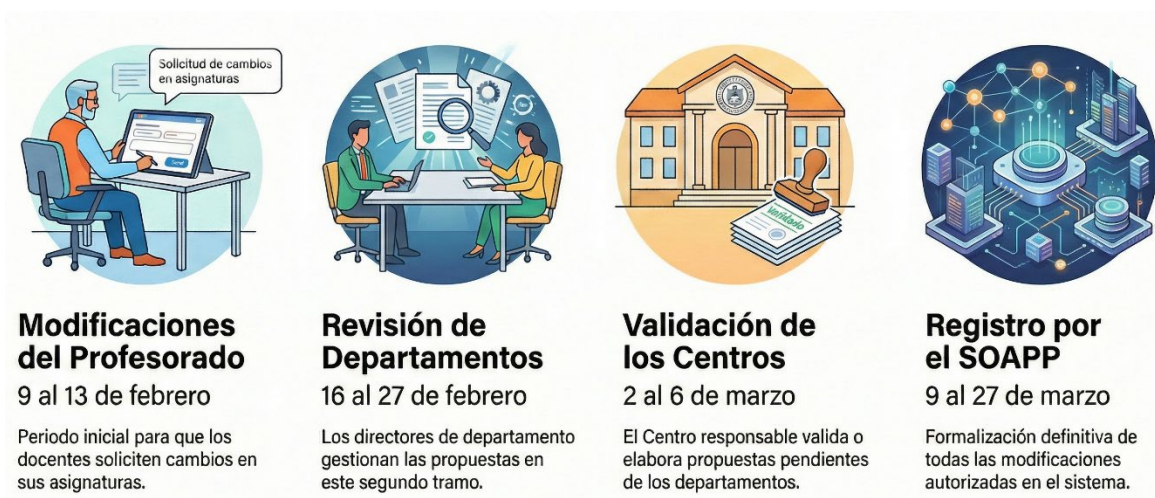 Solicitud de cambios
en asignaturas
Send
Validado
Modificaciones
del Profesorado
9 al 13 de febrero
Periodo inicial para que los
docentes soliciten cambios en
sus asignaturas.
Revisión de
Departamentos
16 al 27 de febrero
Los directores de departamento
gestionan las propuestas en
este segundo tramo.
Validación de
los Centros
2 al 6 de marzo
El Centro responsable valida o
elabora propuestas pendientes
de los departamentos.
Registro por
el SOAPP
9 al 27 de marzo
Formalización definitiva de
todas las modificaciones
autorizadas en el sistema.